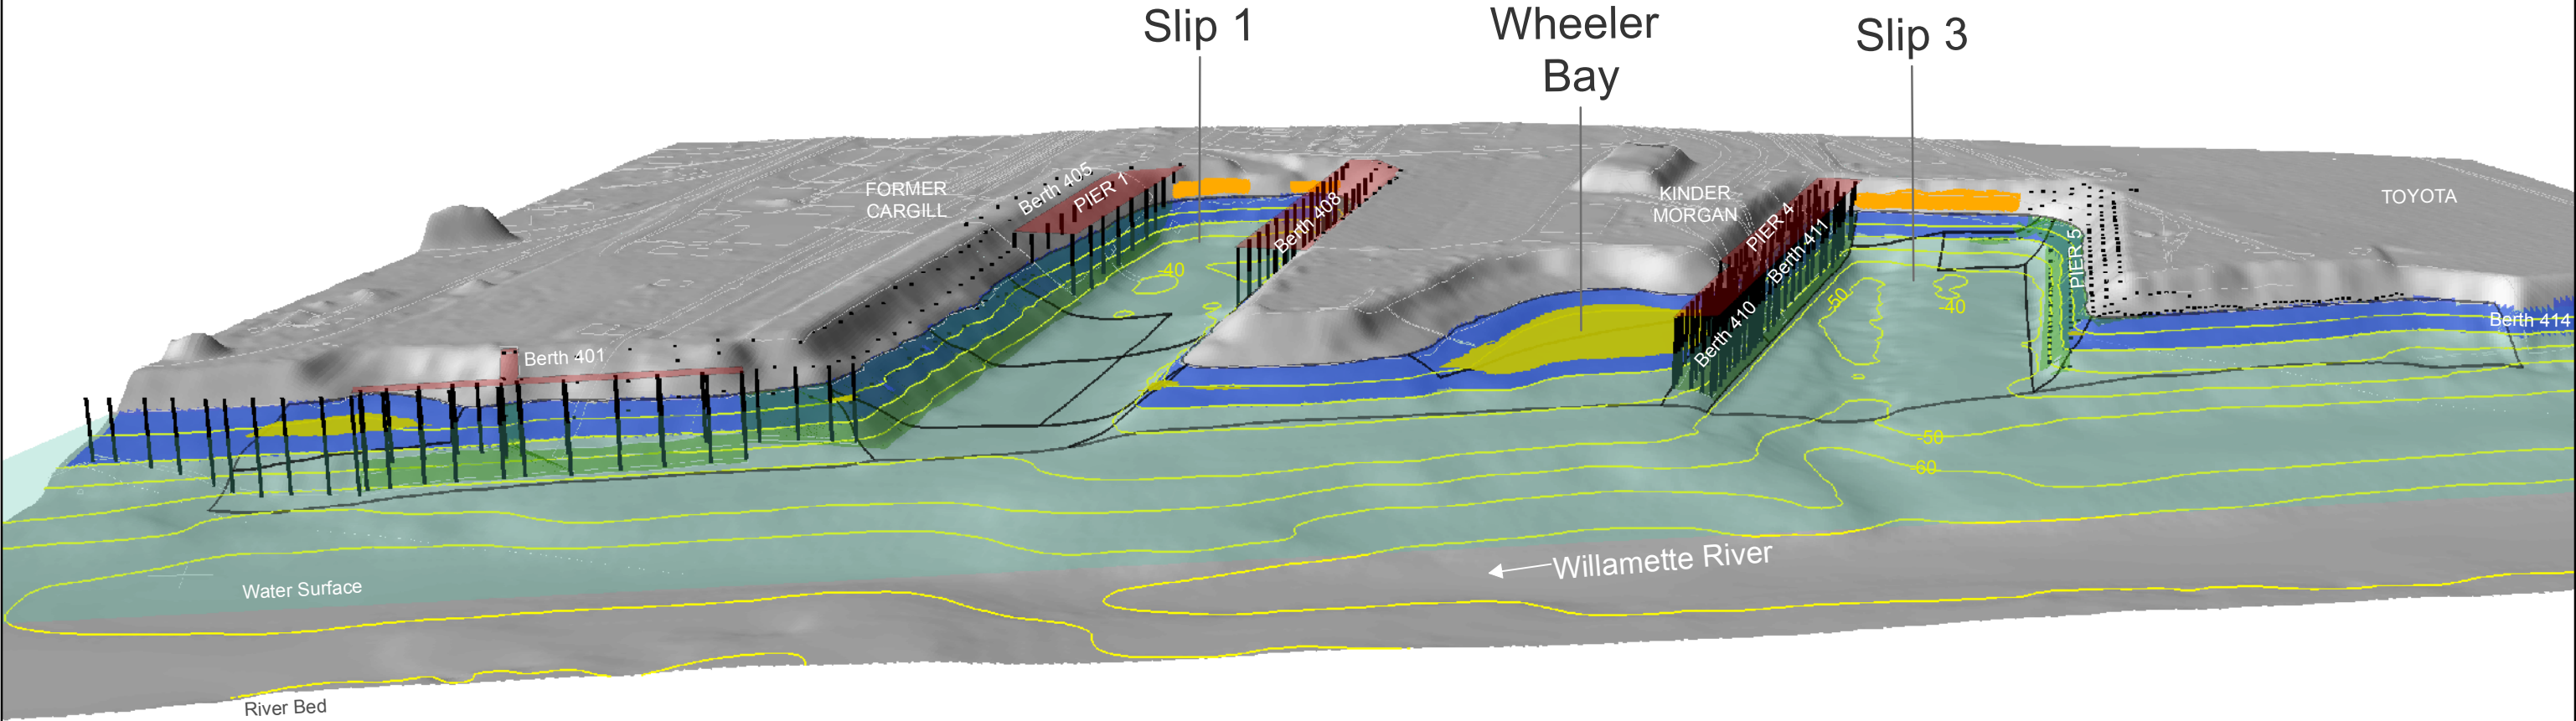 Slip 1
Wheeler
Bay
Slip 3
FORMER
CARGILL
Berth 405
PIER 1
Berth 408
KINDER
MORGAN
PIER 4
Berth 411
Berth 410
PIER 5
TOYOTA
Berth 414
Berth 401
-40
-50
-40
-50
-60
Willamette River
Water Surface
River Bed